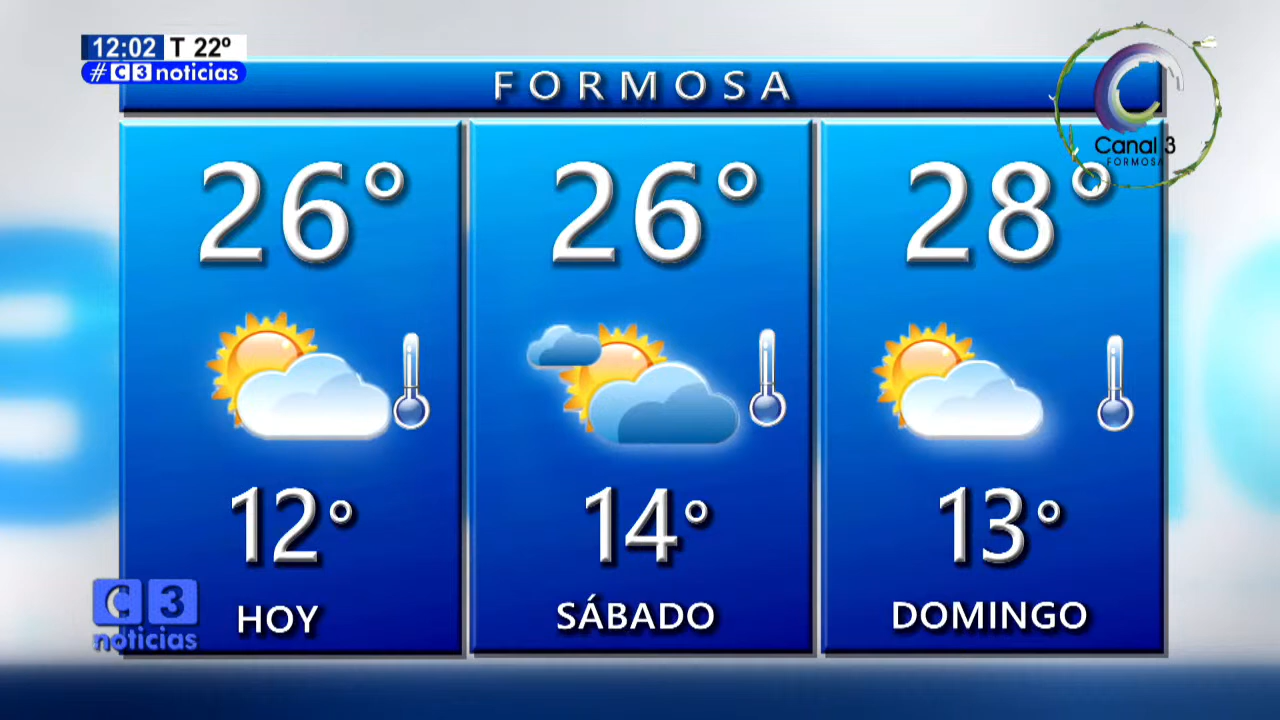 12:02 T 22º
#C3noticias
FORMOSA
Canal 3
FORMOSA
26° 26° 28°
12° 14° 13°
HOY SÁBADO DOMINGO
C3
noticias